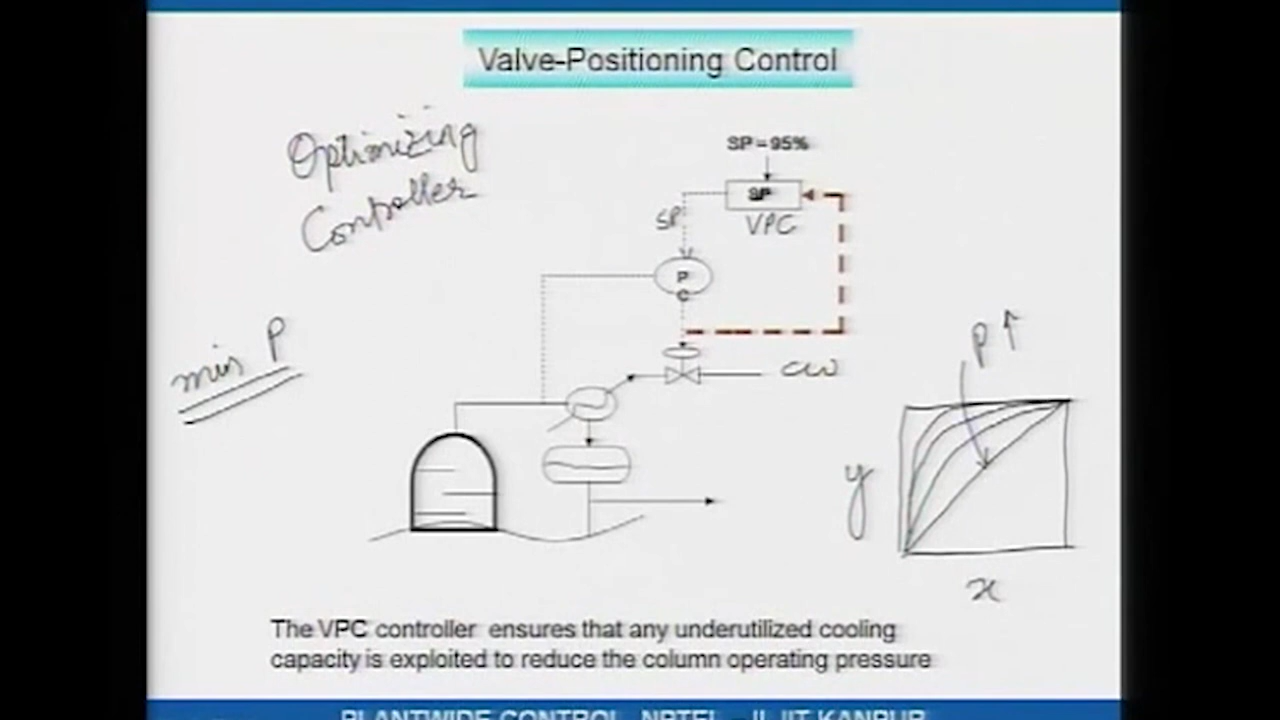 Valve-Positioning Control
Optimizing
Controller
SP = 95%
SP
VPC
SP
P
C
min P
CW
P↑
y
x
The VPC controller ensures that any underutilized cooling
capacity is exploited to reduce the column operating pressure
PLANTWIDE CONTROL, NPTEL - II, IIT KANPUR